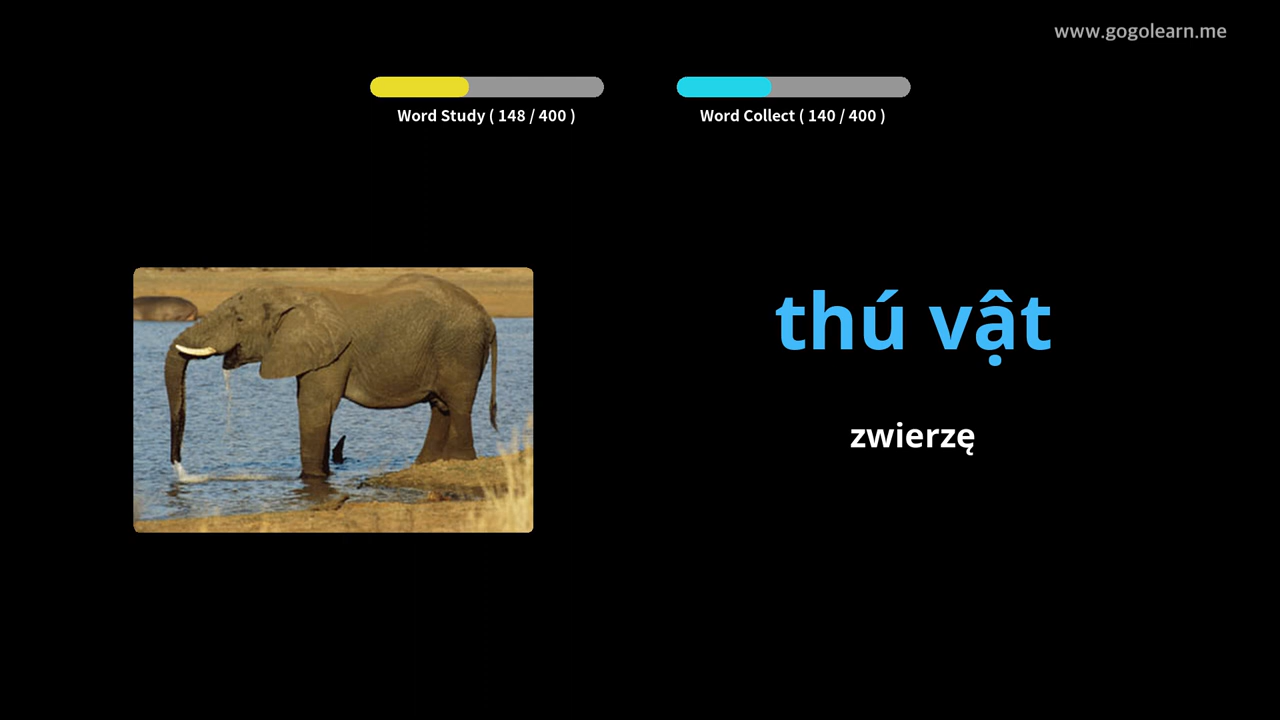 www.gogolearn.me
Word Study ( 148 / 400 )
Word Collect ( 140 / 400 )
thú vật
zwierzę